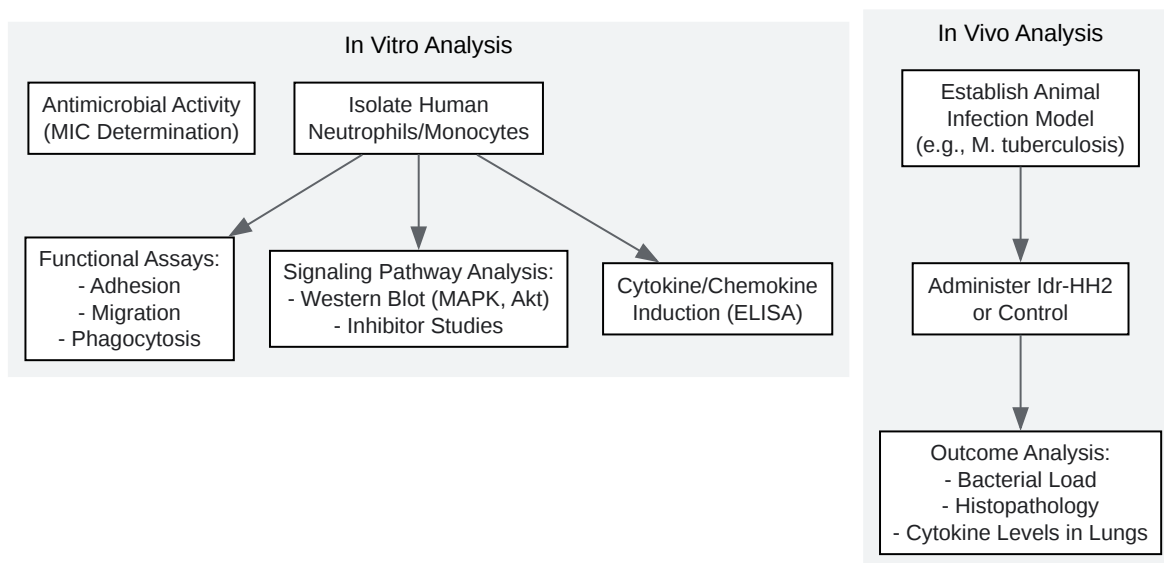 In Vitro Analysis
Antimicrobial Activity
(MIC Determination)
Isolate Human
Neutrophils/Monocytes
Functional Assays:
- Adhesion
- Migration
- Phagocytosis
Signaling Pathway Analysis:
- Western Blot (MAPK, Akt)
- Inhibitor Studies
Cytokine/Chemokine
Induction (ELISA)
In Vivo Analysis
Establish Animal
Infection Model
(e.g., M. tuberculosis)
Administer Idr-HH2
or Control
Outcome Analysis:
- Bacterial Load
- Histopathology
- Cytokine Levels in Lungs